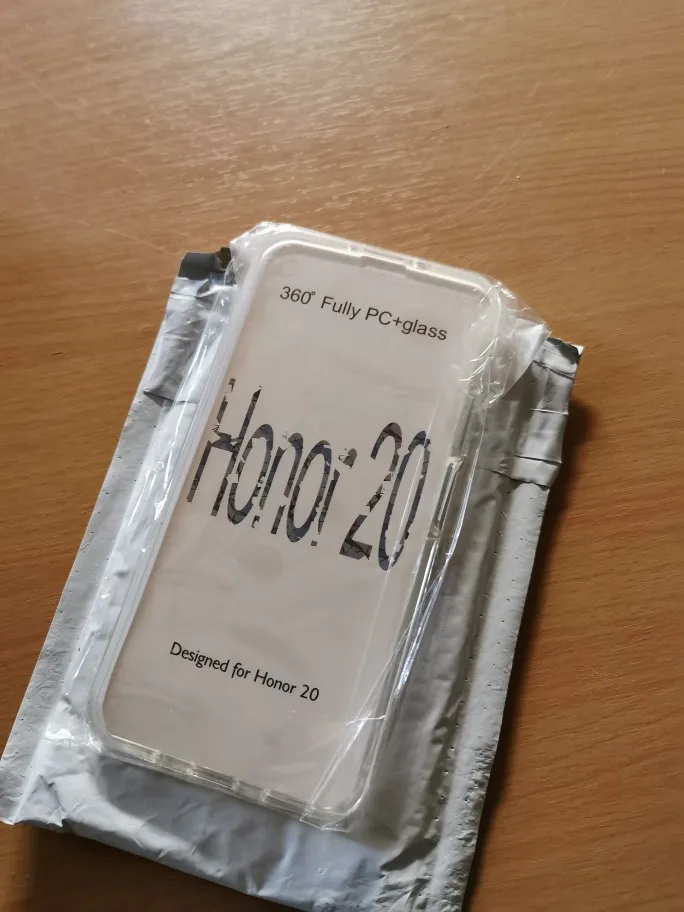 360° Fully PC+glass
Honor 20
Designed for Honor 20